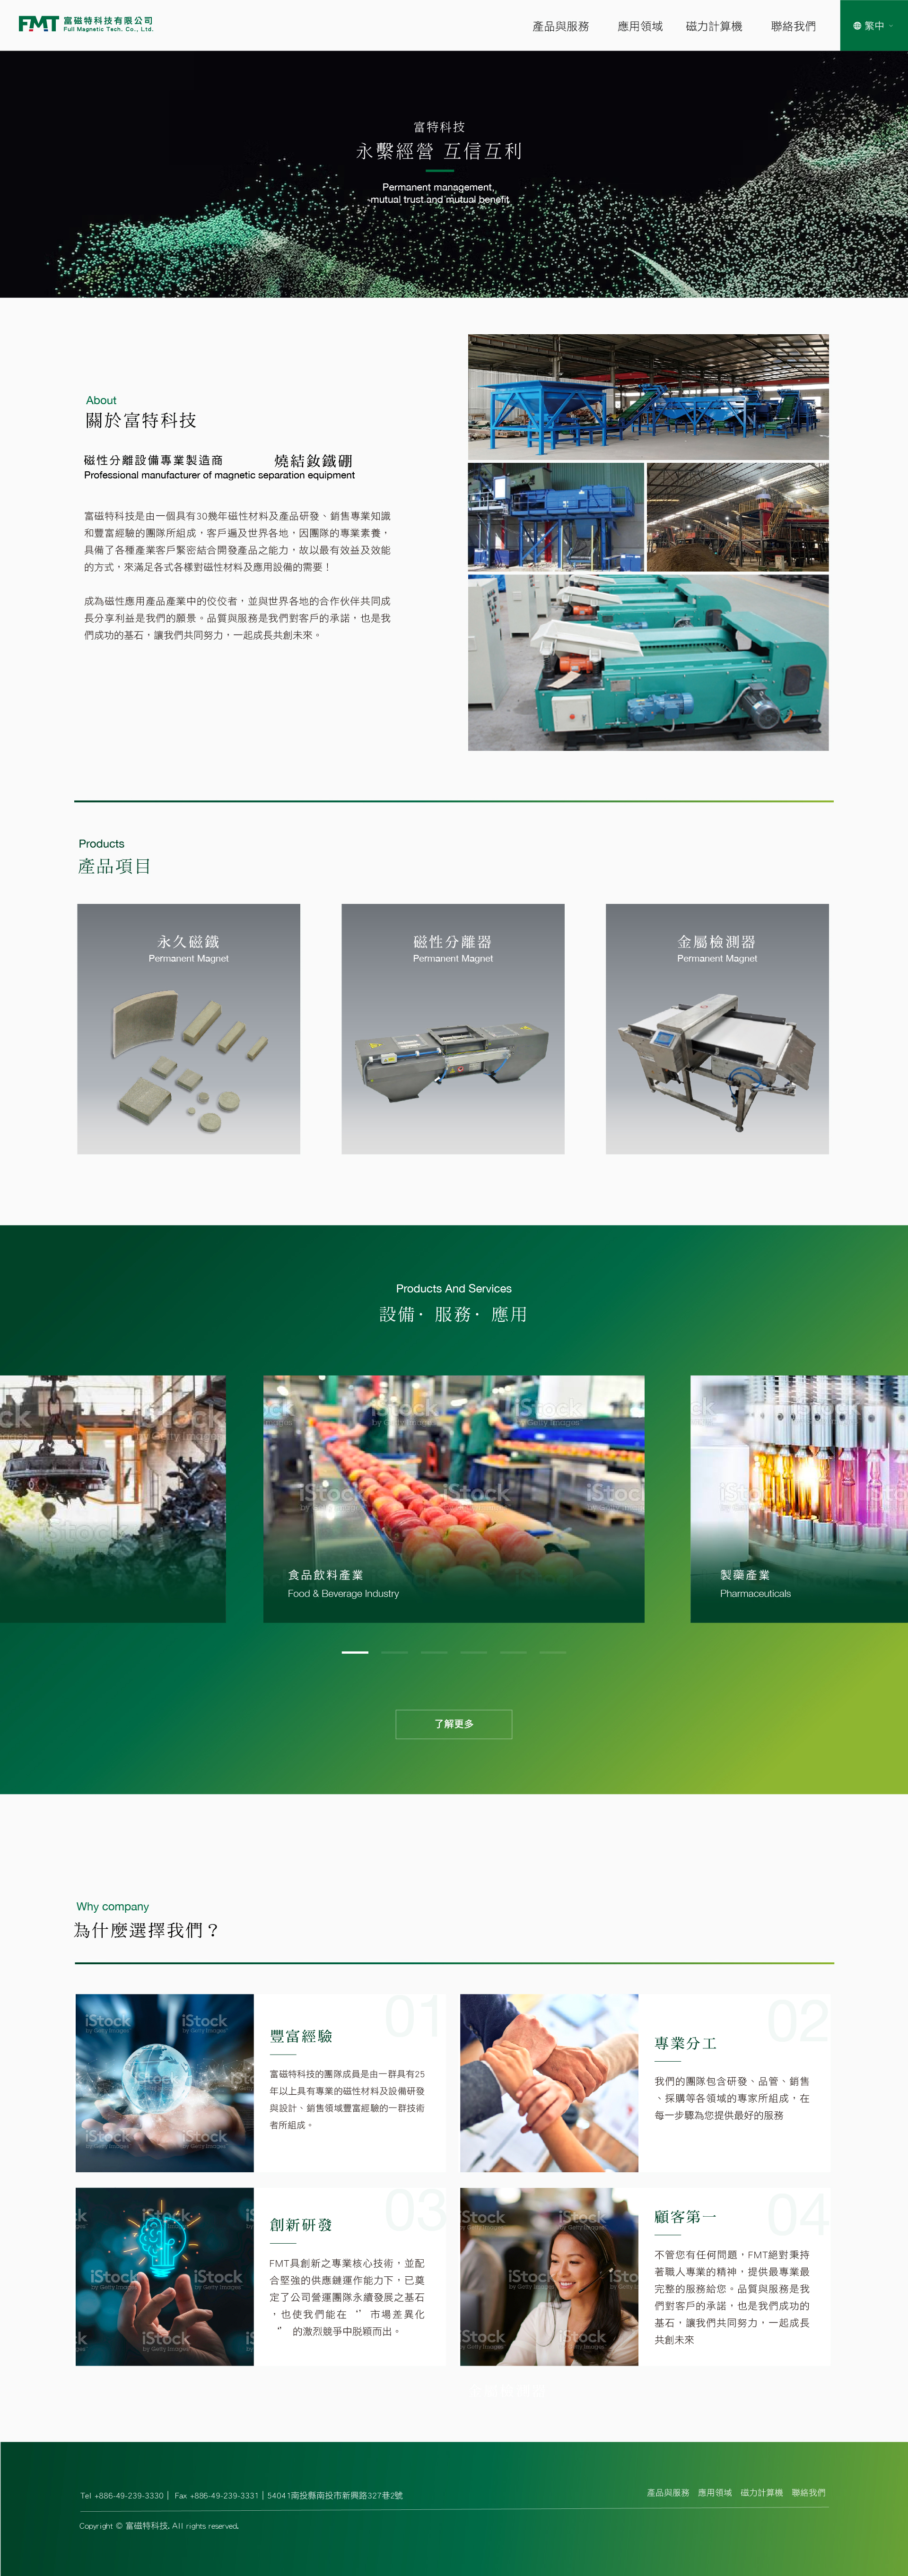 FMT 富磁特科技有限公司
Full Magnetic Tech. Co., Ltd.
產品與服務 應用領域 磁力計算機 聯絡我們 繁中
富特科技
永繫經營 互信互利
Permanent management,
mutual trust and mutual benefit
About
關於富特科技
磁性分離設備專業製造商 燒結釹鐵硼
Professional manufacturer of magnetic separation equipment
富磁特科技是由一個具有30幾年磁性材料及產品研發、銷售專業知識
和豐富經驗的團隊所組成，客戶遍及世界各地，因團隊的專業素養，
具備了各種產業客戶緊密結合開發產品之能力，故以最有效益及效能
的方式，來滿足各式各樣對磁性材料及應用設備的需要！
成為磁性應用產品產業中的佼佼者，並與世界各地的合作伙伴共同成
長分享利益是我們的願景。品質與服務是我們對客戶的承諾，也是我
們成功的基石，讓我們共同努力，一起成長共創未來。
Products
產品項目
永久磁鐵
Permanent Magnet
磁性分離器
Permanent Magnet
金屬檢測器
Permanent Magnet
Products And Services
設備·服務·應用
iStock
by Getty Images
食品飲料產業
Food & Beverage Industry
製藥產業
Pharmaceuticals
了解更多
Why company
為什麼選擇我們？
01
豐富經驗
富磁特科技的團隊成員是由一群具有25
年以上具有專業的磁性材料及設備研發
與設計、銷售領域豐富經驗的一群技術
者所組成。
02
專業分工
我們的團隊包含研發、品管、銷售
、採購等各領域的專家所組成，在
每一步驟為您提供最好的服務
03
創新研發
FMT具創新之專業核心技術，並配
合堅強的供應鏈運作能力下，已奠
定了公司營運團隊永續發展之基石
，也使我們能在〝市場差異化
〞的激烈競爭中脫穎而出。
04
顧客第一
不管您有任何問題，FMT絕對秉持
著職人專業的精神，提供最專業最
完整的服務給您。品質與服務是我
們對客戶的承諾，也是我們成功的
基石，讓我們共同努力，一起成長
共創未來
Tel +886-49-239-3330 | Fax +886-49-239-3331 | 54041南投縣南投市新興路327巷2號
產品與服務 應用領域 磁力計算機 聯絡我們
Copyright © 富磁特科技. All rights reserved.